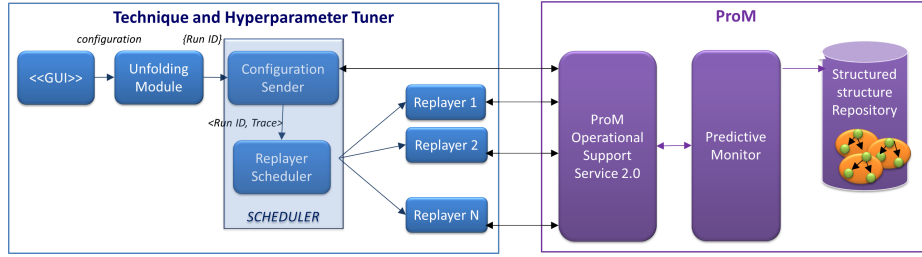 Technique and Hyperparameter Tuner
configuration
{Run ID}
<<GUI>>
Unfolding
Module
Configuration
Sender
<Run ID, Trace>
Replayer
Scheduler
SCHEDULER
Replayer 1
Replayer 2
Replayer N
ProM
ProM
Operational
Support
Service 2.0
Predictive
Monitor
Structured
structure
Repository